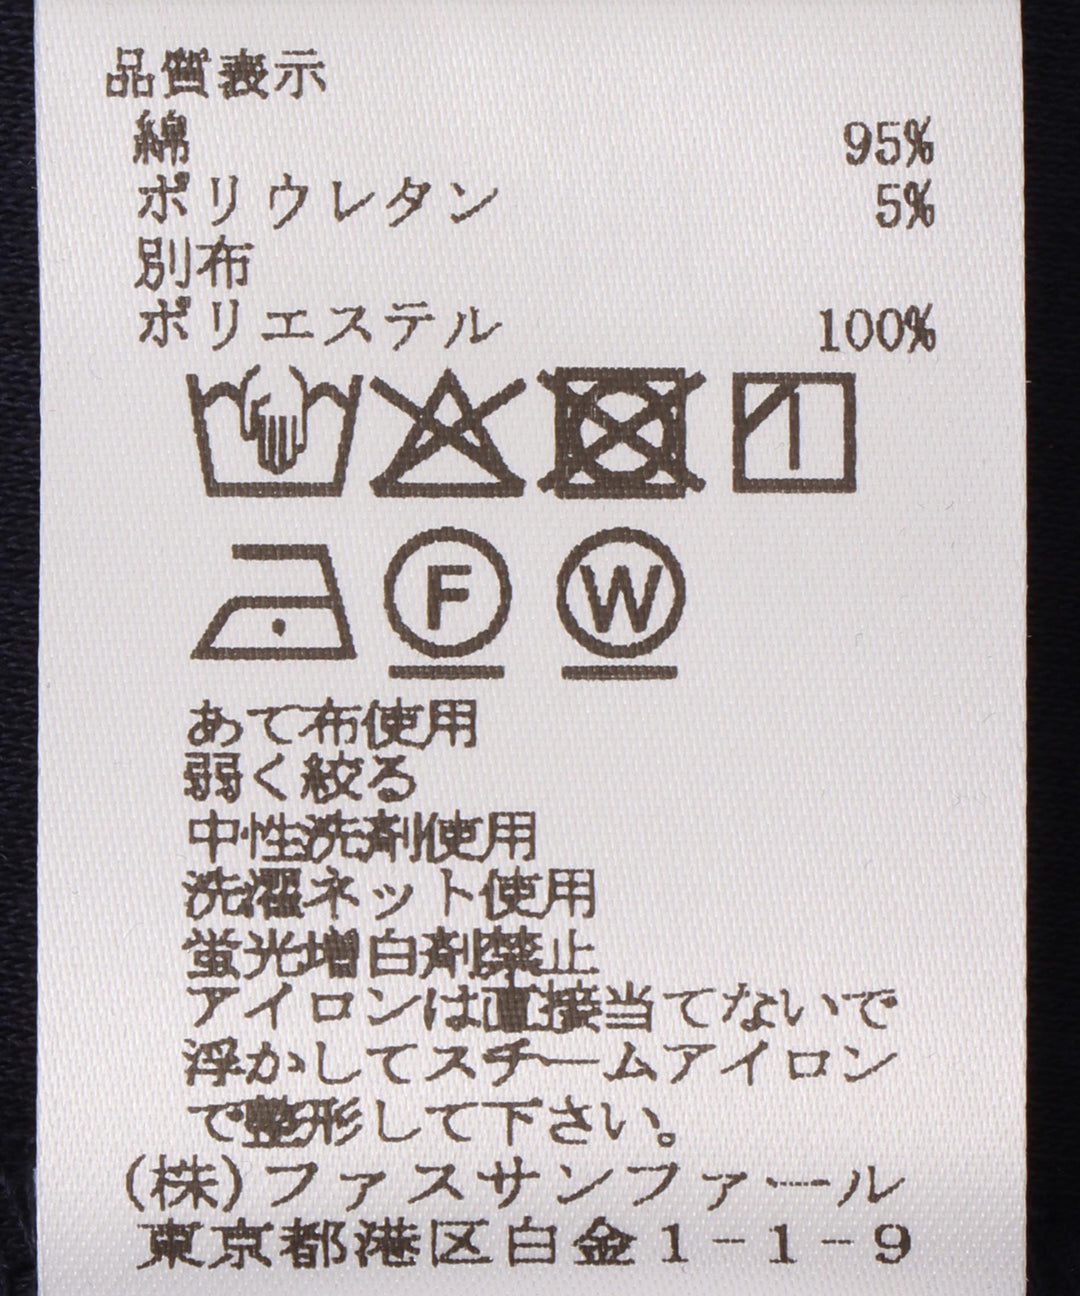 品質表示
綿 95%
ポリウレタン 5%
別布
ポリエステル 100%
F W
あて布使用
弱く絞る
中性洗剤使用
洗濯ネット使用
蛍光増白剤禁止
アイロンは直接当てないで
浮かしてスチームアイロン
で整形して下さい。
(株)ファスサンファール
東京都港区白金1-1-9